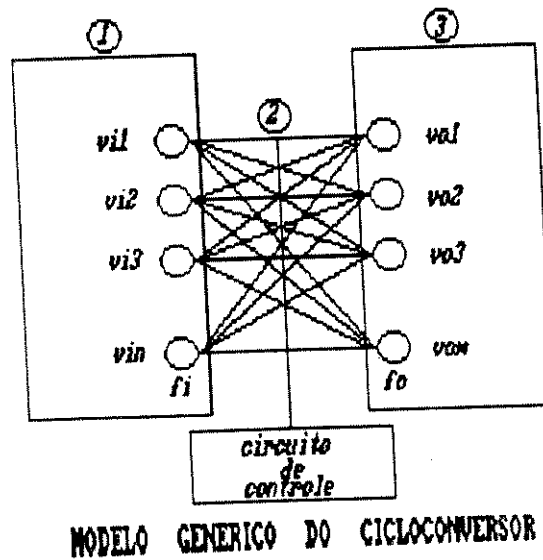 1
3
2
vi1
vo1
vi2
vo2
vi3
vo3
vin
vom
fi
fo
circuito
de
controle
MODELO GENERICO DO CICLOCONVERSOR